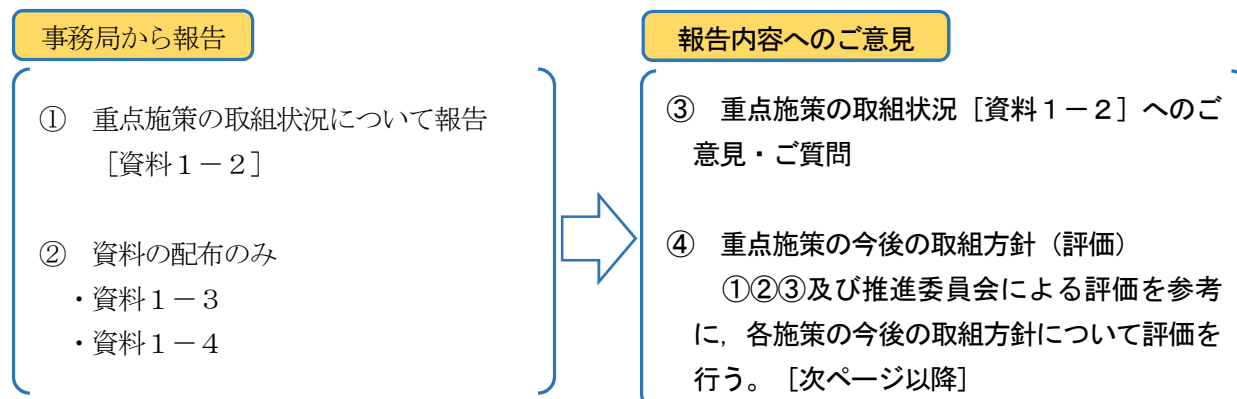 事務局から報告
① 重点施策の取組状況について報告
［資料１－２］
② 資料の配布のみ
・資料１－３
・資料１－４
報告内容へのご意見
③ 重点施策の取組状況［資料１－２］へのご
意見・ご質問
④ 重点施策の今後の取組方針（評価）
①②③及び推進委員会による評価を参考
に，各施策の今後の取組方針について評価を
行う。［次ページ以降］